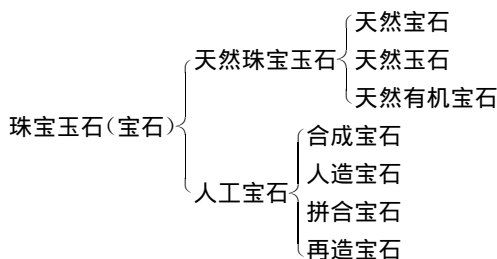 珠宝玉石（宝石）
天然珠宝玉石
天然宝石
天然玉石
天然有机宝石
人工宝石
合成宝石
人造宝石
拼合宝石
再造宝石